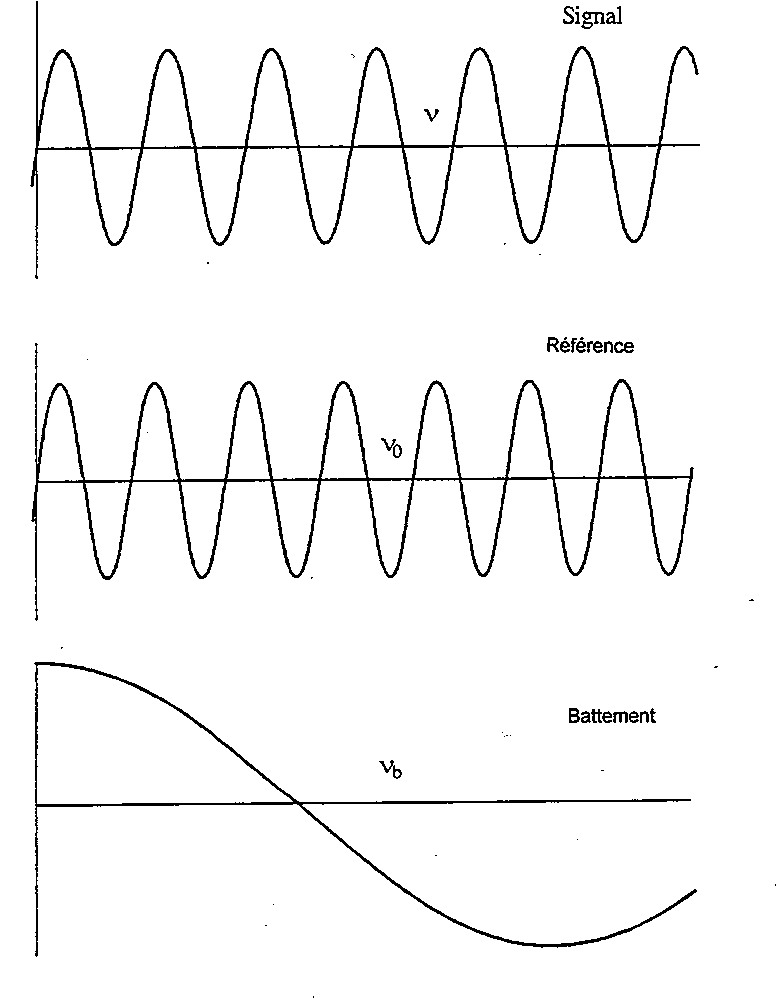 Signal
ν
Référence
ν0
Battement
νb